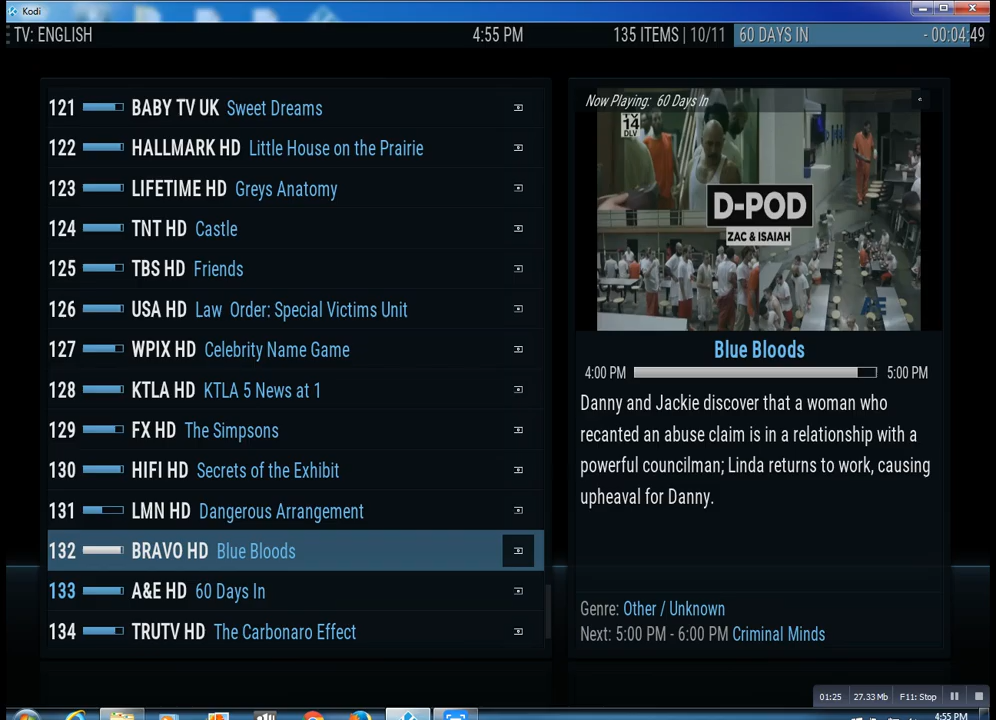 Kodi
TV: ENGLISH
4:55 PM
135 ITEMS | 10/11
60 DAYS IN
- 00:04:49
121 BABY TV UK Sweet Dreams
122 HALLMARK HD Little House on the Prairie
123 LIFETIME HD Greys Anatomy
124 TNT HD Castle
125 TBS HD Friends
126 USA HD Law Order: Special Victims Unit
127 WPIX HD Celebrity Name Game
128 KTLA HD KTLA 5 News at 1
129 FX HD The Simpsons
130 HIFI HD Secrets of the Exhibit
131 LMN HD Dangerous Arrangement
132 BRAVO HD Blue Bloods
133 A&E HD 60 Days In
134 TRUTV HD The Carbonaro Effect
Now Playing: 60 Days In
TV
14
DLV
D-POD
ZAC & ISAIAH
A+E
Blue Bloods
4:00 PM
5:00 PM
Danny and Jackie discover that a woman who
recanted an abuse claim is in a relationship with a
powerful councilman; Linda returns to work, causing
upheaval for Danny.
Genre: Other / Unknown
Next: 5:00 PM - 6:00 PM Criminal Minds
01:25
27.33 Mb
F11: Stop
4:55 PM